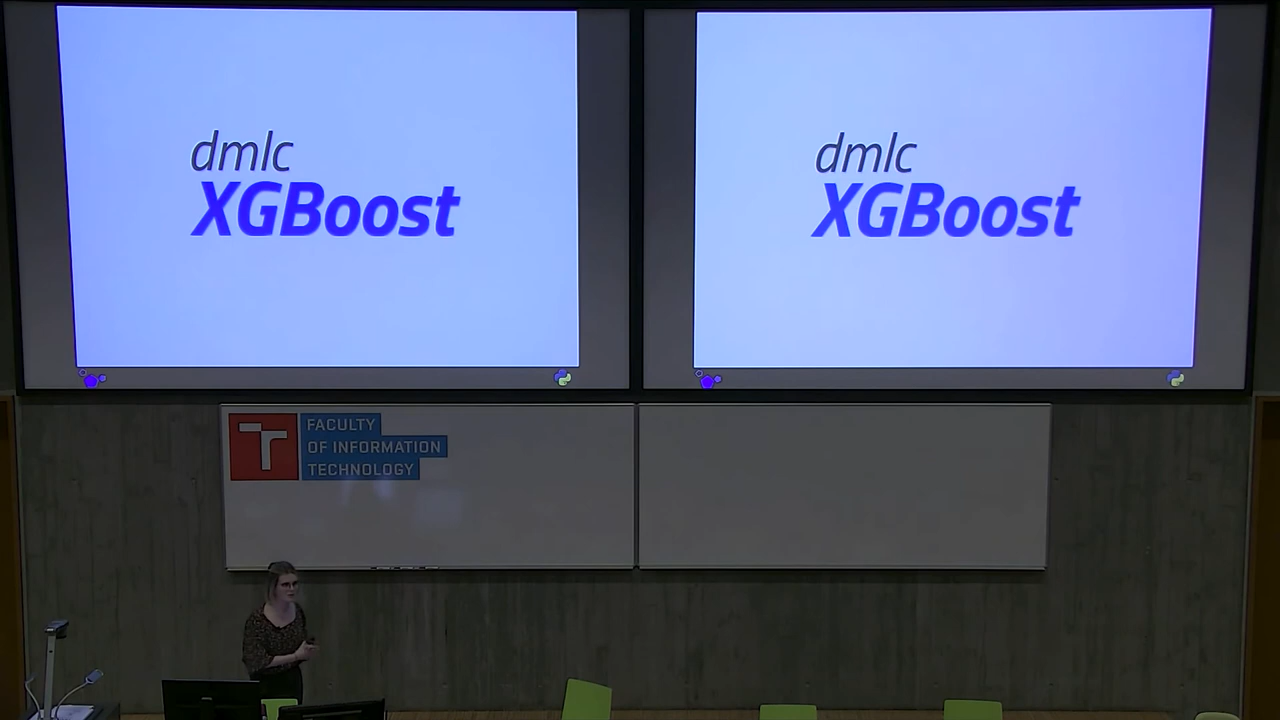 dmlc
XGBoost
dmlc
XGBoost
FACULTY
OF INFORMATION
TECHNOLOGY